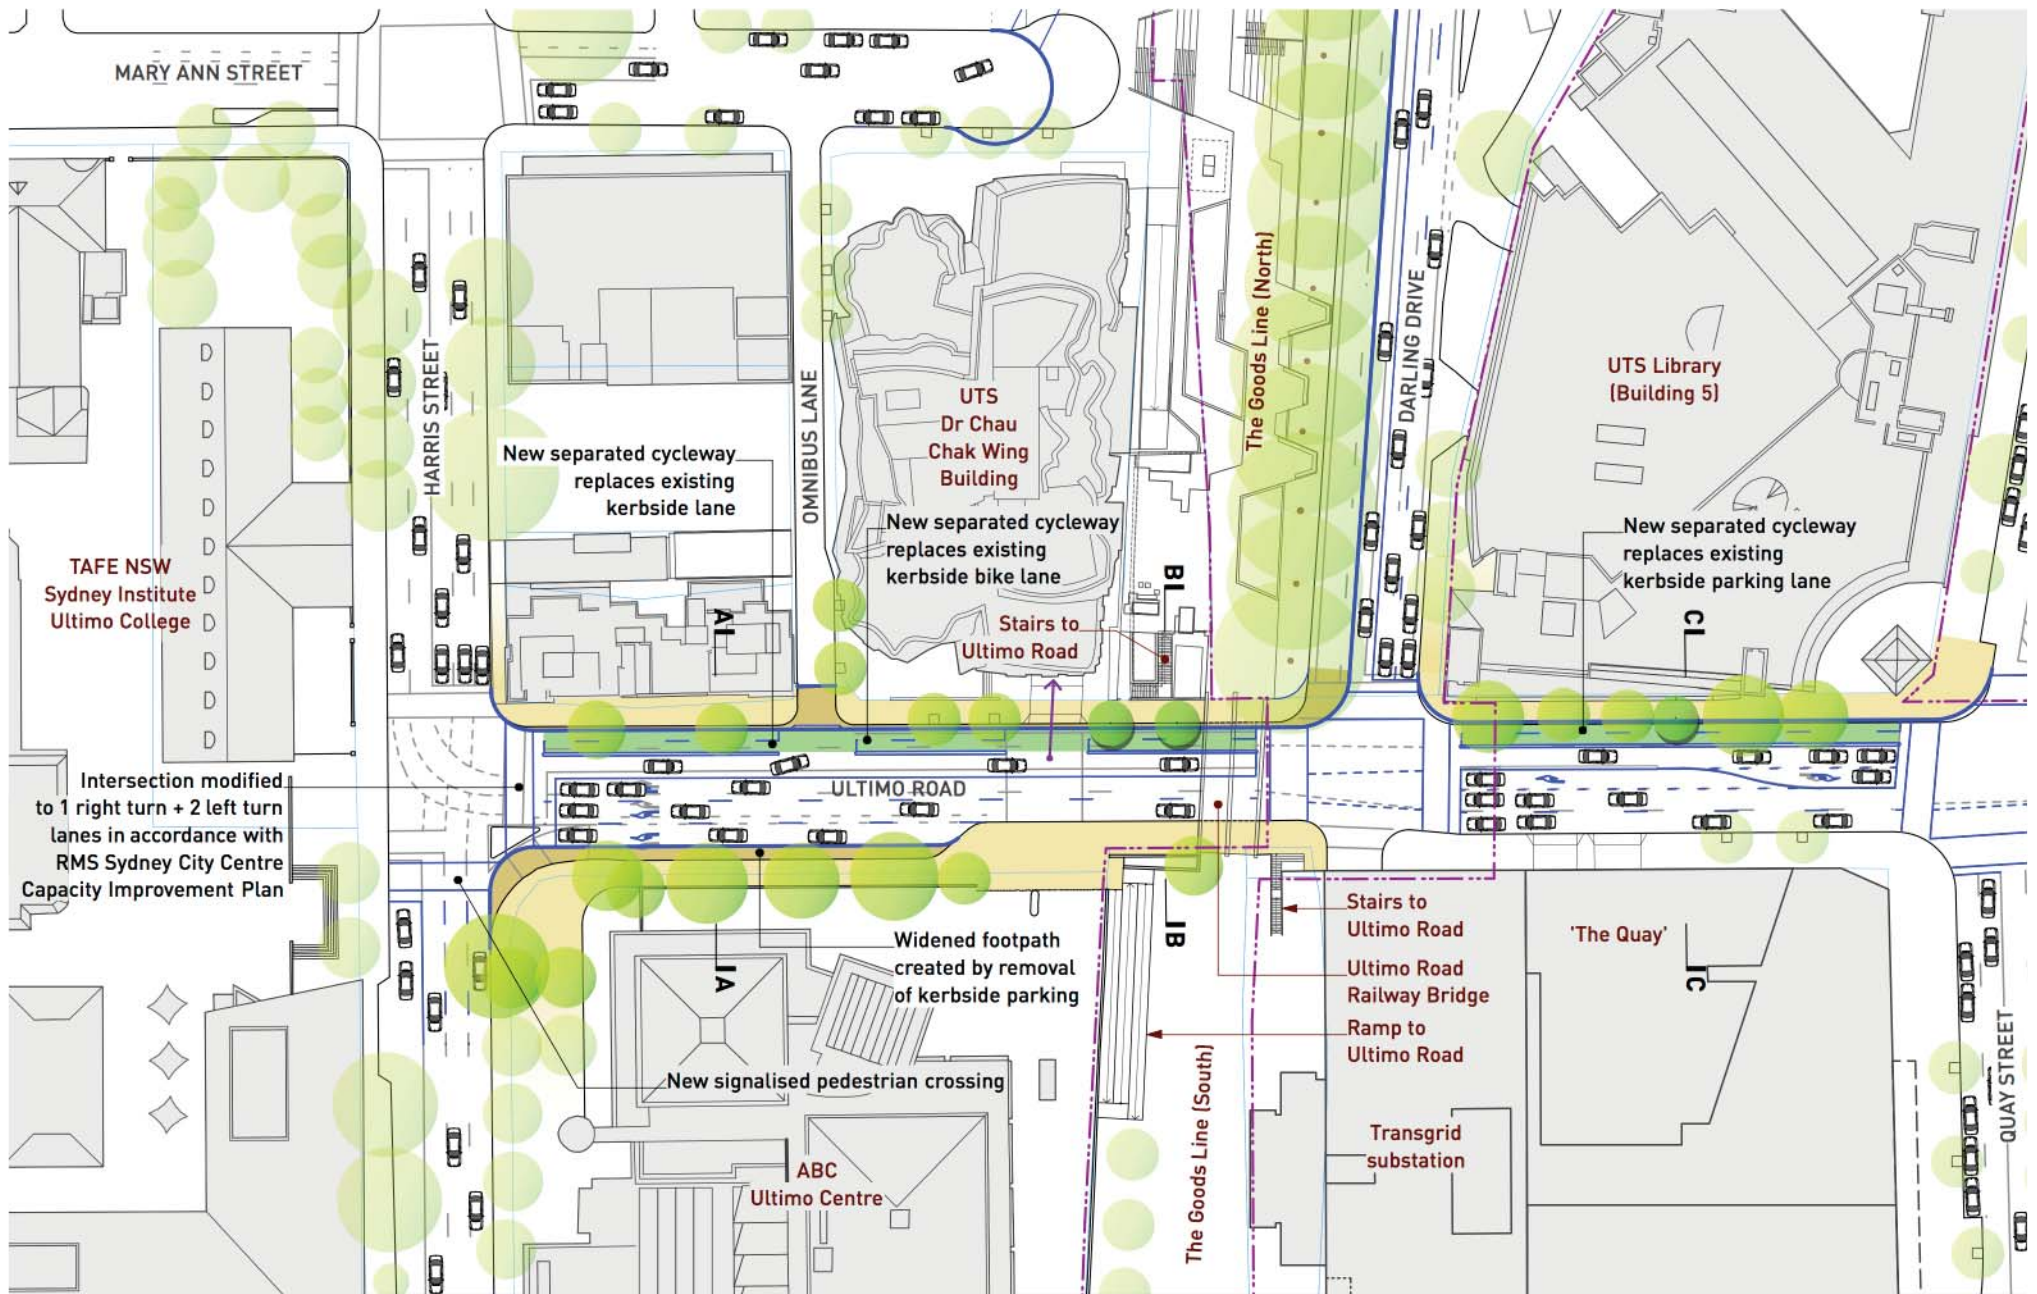 MARY ANN STREET
HARRIS STREET
OMNIBUS LANE
The Goods Line (North)
DARLING DRIVE
UTS Library
(Building 5)
UTS
Dr Chau
Chak Wing
Building
New separated cycleway
replaces existing
kerbside lane
New separated cycleway
replaces existing
kerbside bike lane
New separated cycleway
replaces existing
kerbside parking lane
TAFE NSW
Sydney Institute
Ultimo College
A
B
C
Stairs to
Ultimo Road
Intersection modified
to 1 right turn + 2 left turn
lanes in accordance with
RMS Sydney City Centre
Capacity Improvement Plan
ULTIMO ROAD
Widened footpath
created by removal
of kerbside parking
A
B
C
Stairs to
Ultimo Road
Ultimo Road
Railway Bridge
Ramp to
Ultimo Road
'The Quay'
New signalised pedestrian crossing
The Goods Line (South)
QUAY STREET
Transgrid
substation
ABC
Ultimo Centre